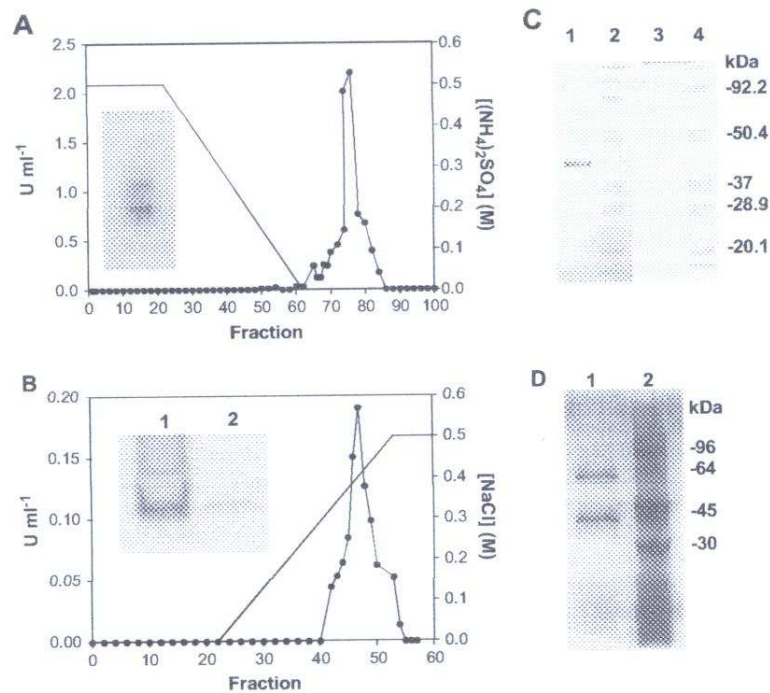 A
U ml-1
2.5
2.0
1.5
1.0
0.5
0.0
0 10 20 30 40 50 60 70 80 90 100
Fraction
0.6
0.5
0.4
0.3
0.2
0.1
0.0
[(NH4)2SO4] (M)
C
1 2 3 4
kDa
-92.2
-50.4
-37
-28.9
-20.1
B
U ml-1
0.20
0.15
0.10
0.05
0.00
1 2
0 10 20 30 40 50 60
Fraction
0.6
0.5
0.4
0.3
0.2
0.1
0.0
[NaCl] (M)
D
1 2
kDa
-96
-64
-45
-30